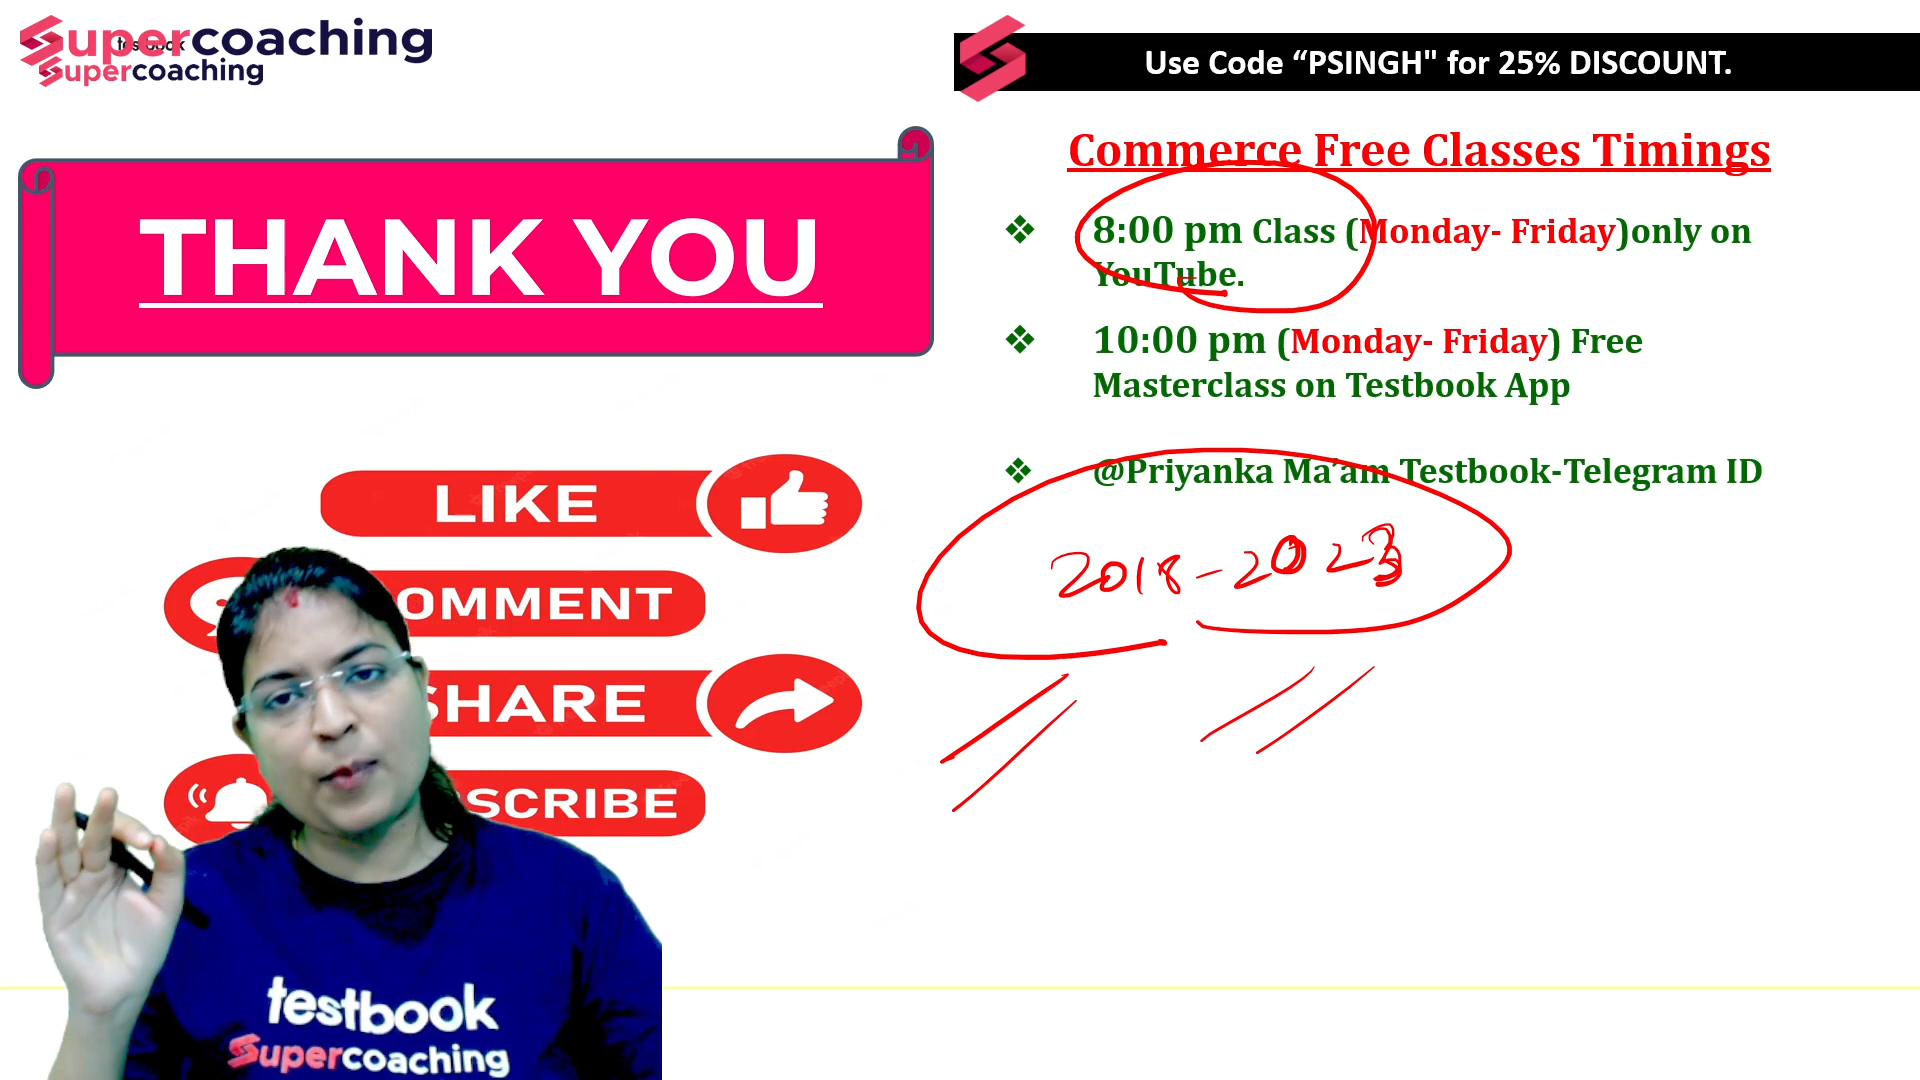 Supercoaching
testbook
Supercoaching
Use Code “PSINGH" for 25% DISCOUNT.
THANK YOU
Commerce Free Classes Timings
❖ 8:00 pm Class (Monday- Friday)only on
YouTube.
❖ 10:00 pm (Monday- Friday) Free
Masterclass on Testbook App
❖ @Priyanka Ma’am Testbook-Telegram ID
2018-2023
LIKE
OMMENT
SHARE
SCRIBE
testbook
Supercoaching